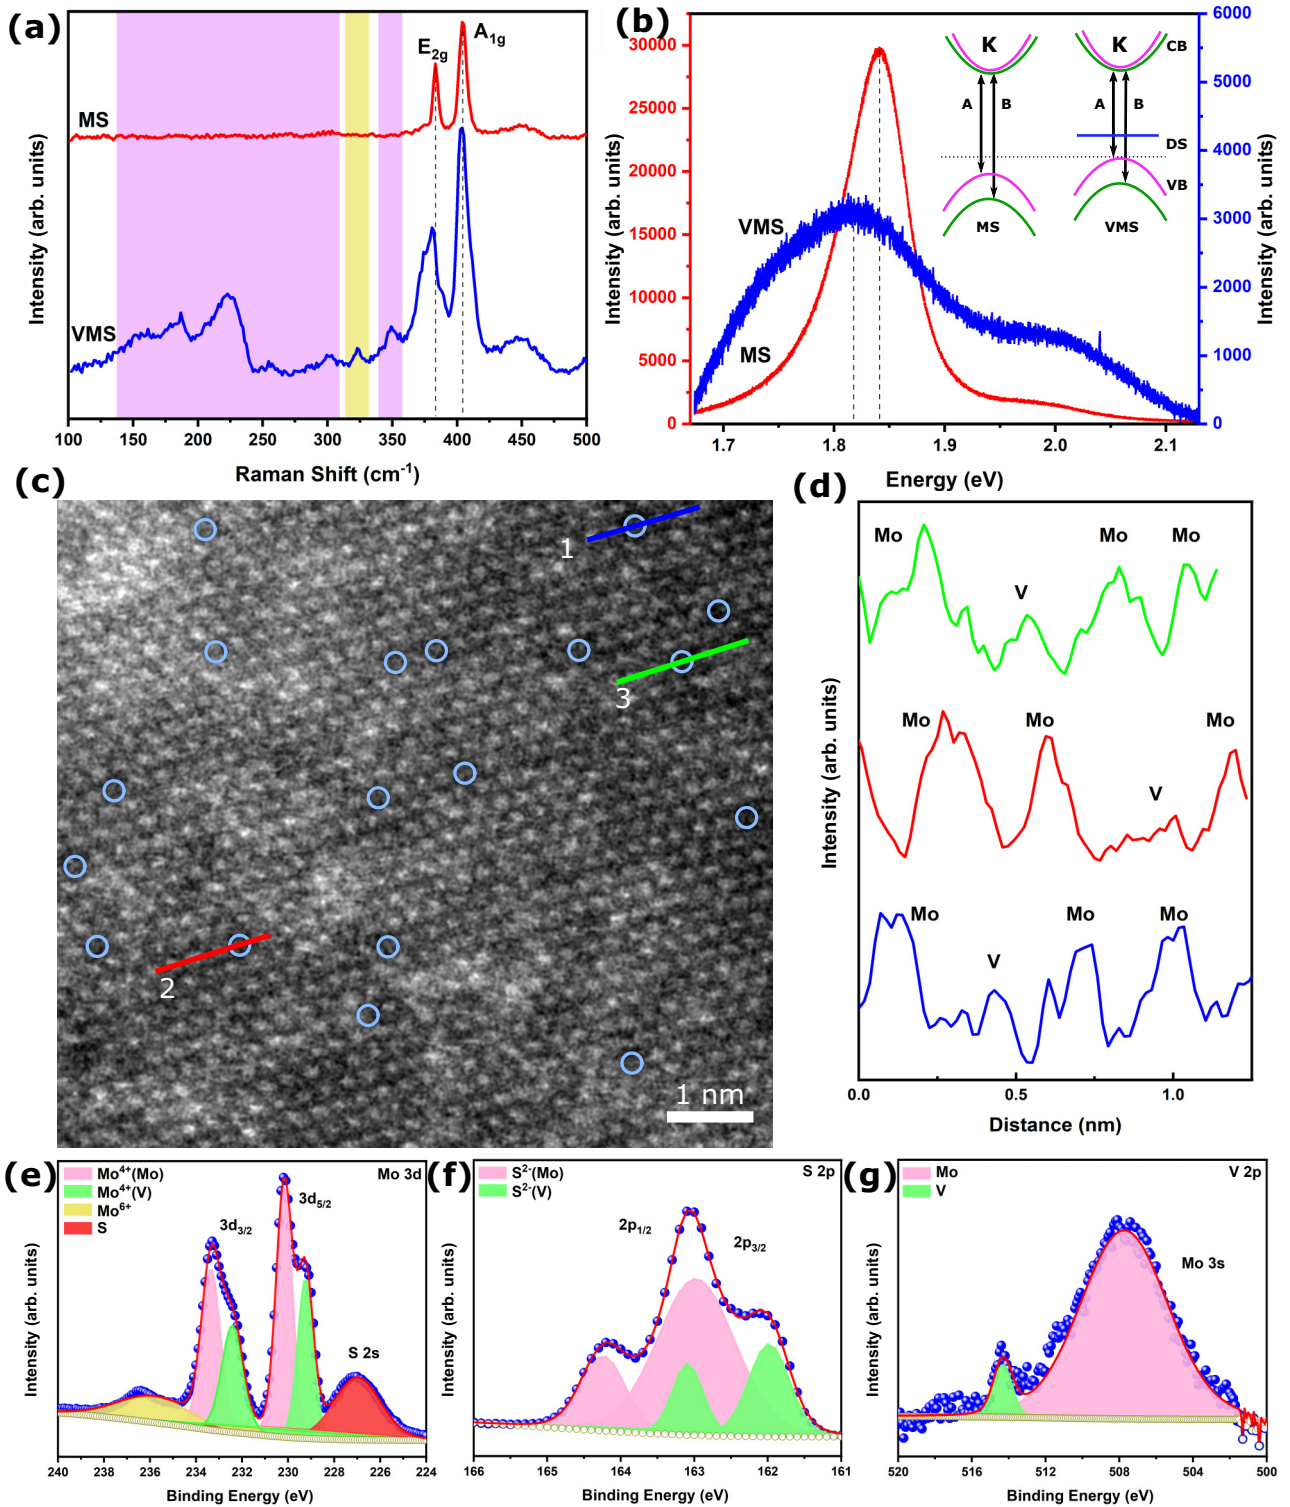 (a)
E2g
A1g
MS
VMS
Intensity (arb. units)
100 150 200 250 300 350 400 450 500
Raman Shift (cm-1)
(b)
30000
25000
20000
15000
10000
5000
0
6000
5000
4000
3000
2000
1000
0
Intensity (arb. units)
Intensity (arb. units)
VMS
MS
K
K
CB
A
B
A
B
DS
VB
MS
VMS
1.7 1.8 1.9 2.0 2.1
Energy (eV)
(c)
1
3
2
1 nm
(d)
Mo
Mo
Mo
V
Mo
Mo
Mo
V
Mo
Mo
Mo
V
Intensity (arb. units)
0.0 0.5 1.0
Distance (nm)
(e)
Mo4+(Mo)
Mo4+(V)
Mo6+
S
Mo 3d
3d5/2
3d3/2
S 2s
Intensity (arb. units)
240 238 236 234 232 230 228 226 224
Binding Energy (eV)
(f)
S2-(Mo)
S2-(V)
S 2p
2p1/2
2p3/2
Intensity (arb. units)
166 165 164 163 162 161
Binding Energy (eV)
(g)
Mo
V
V 2p
Mo 3s
Intensity (arb. units)
520 516 512 508 504 500
Binding Energy (eV)